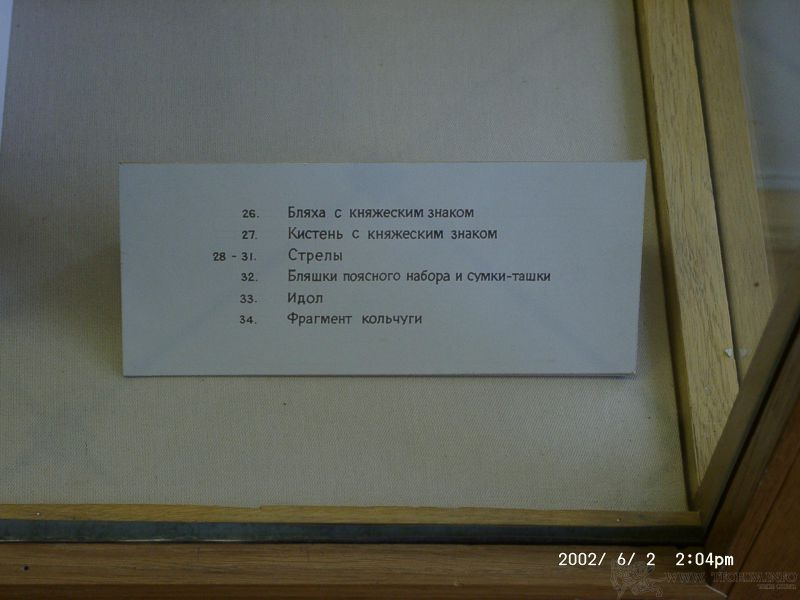 26. Бляха с княжеским знаком
27. Кистень с княжеским знаком
28 - 31. Стрелы
32. Бляшки поясного набора и сумки-ташки
33. Идол
34. Фрагмент кольчуги
2002/ 6/ 2 2:04pm